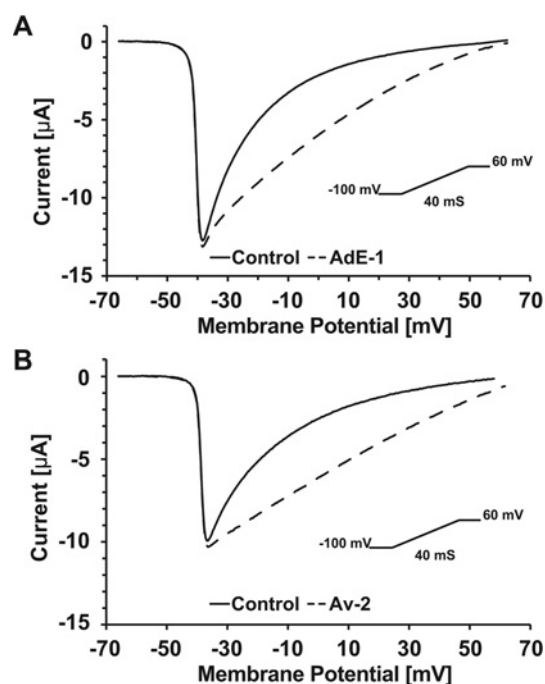 A
Current [µA]
0
-5
-10
-15
60 mV
-100 mV
40 mS
Control AdE-1
-70 -50 -30 -10 10 30 50 70
Membrane Potential [mV]
B
Current [µA]
0
-5
-10
-15
60 mV
-100 mV
40 mS
Control Av-2
-70 -50 -30 -10 10 30 50 70
Membrane Potential [mV]